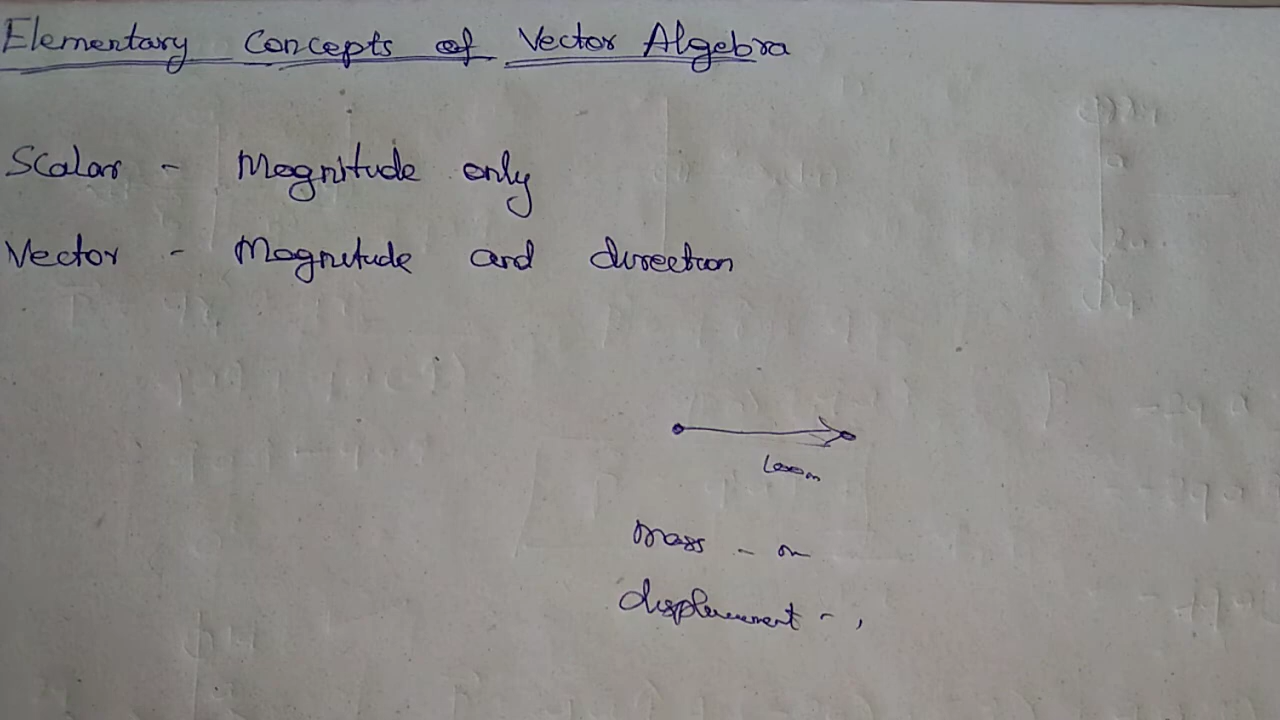 Elementary Concepts of Vector Algebra
Scalar - Magnitude only
Vector - Magnitude and direction
100m
Mass - m
displacement -